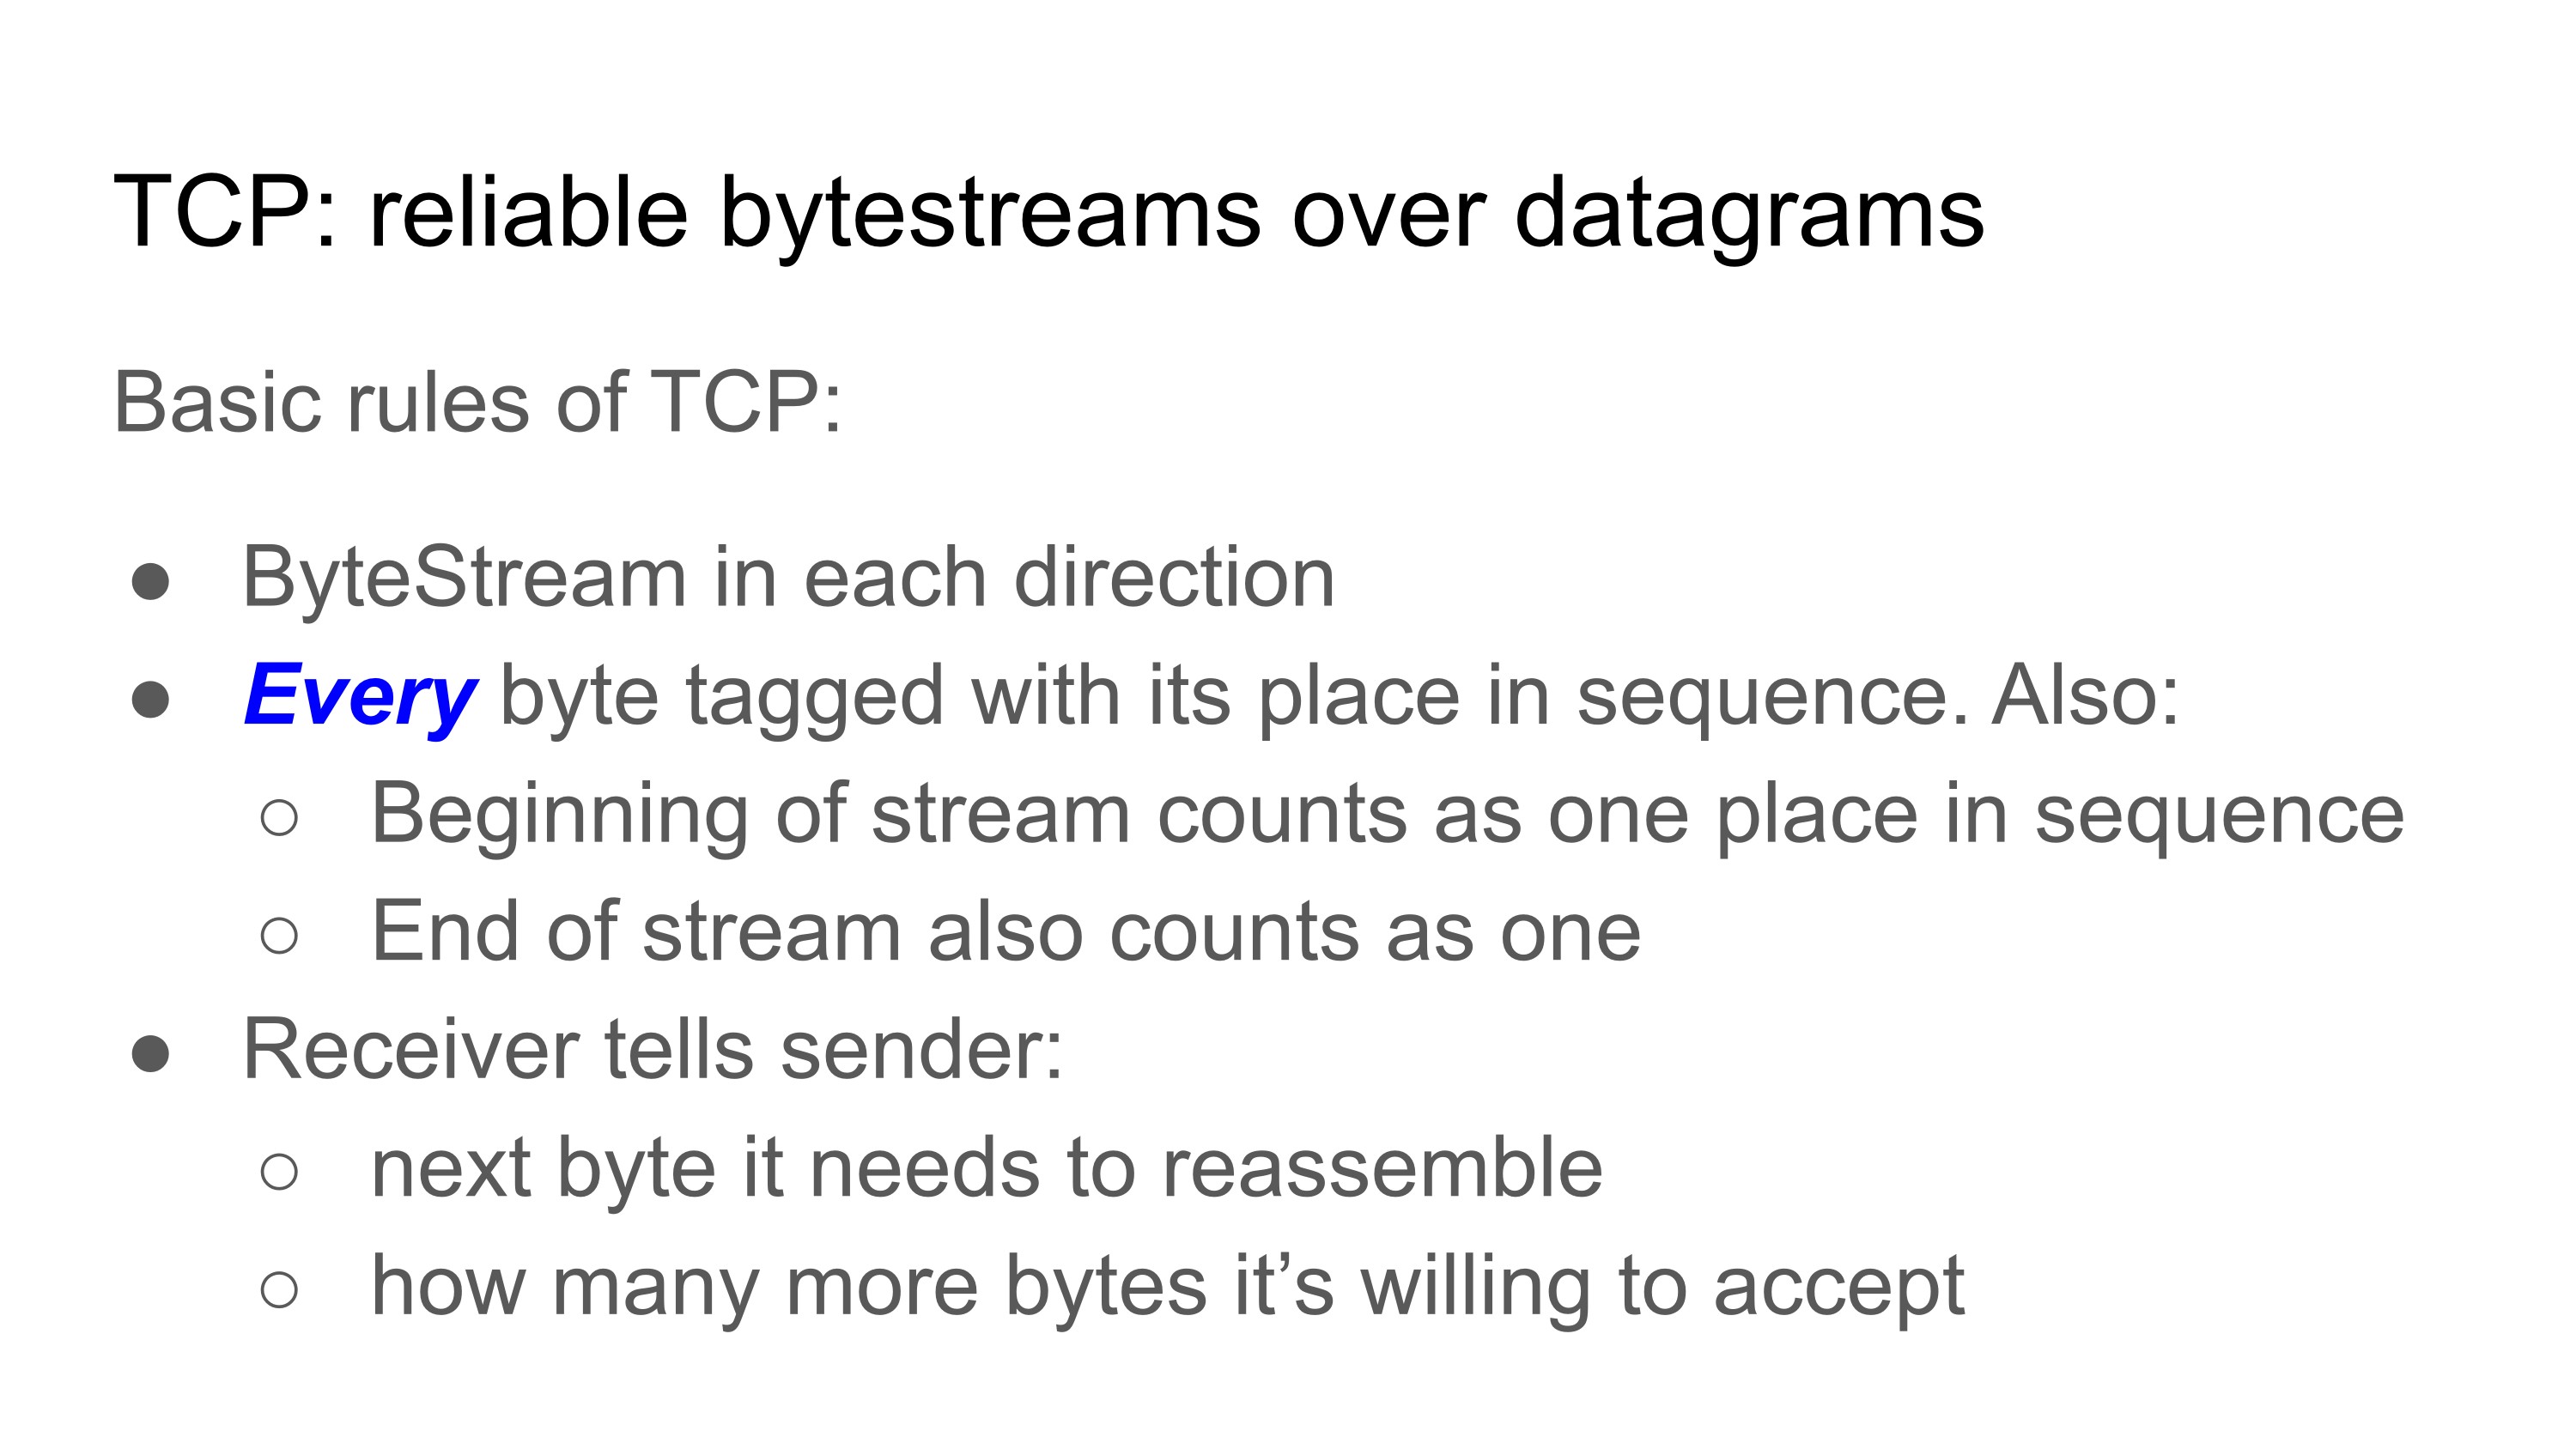 TCP: reliable bytestreams over datagrams
Basic rules of TCP:
● ByteStream in each direction
● Every byte tagged with its place in sequence. Also:
○ Beginning of stream counts as one place in sequence
○ End of stream also counts as one
● Receiver tells sender:
○ next byte it needs to reassemble
○ how many more bytes it’s willing to accept